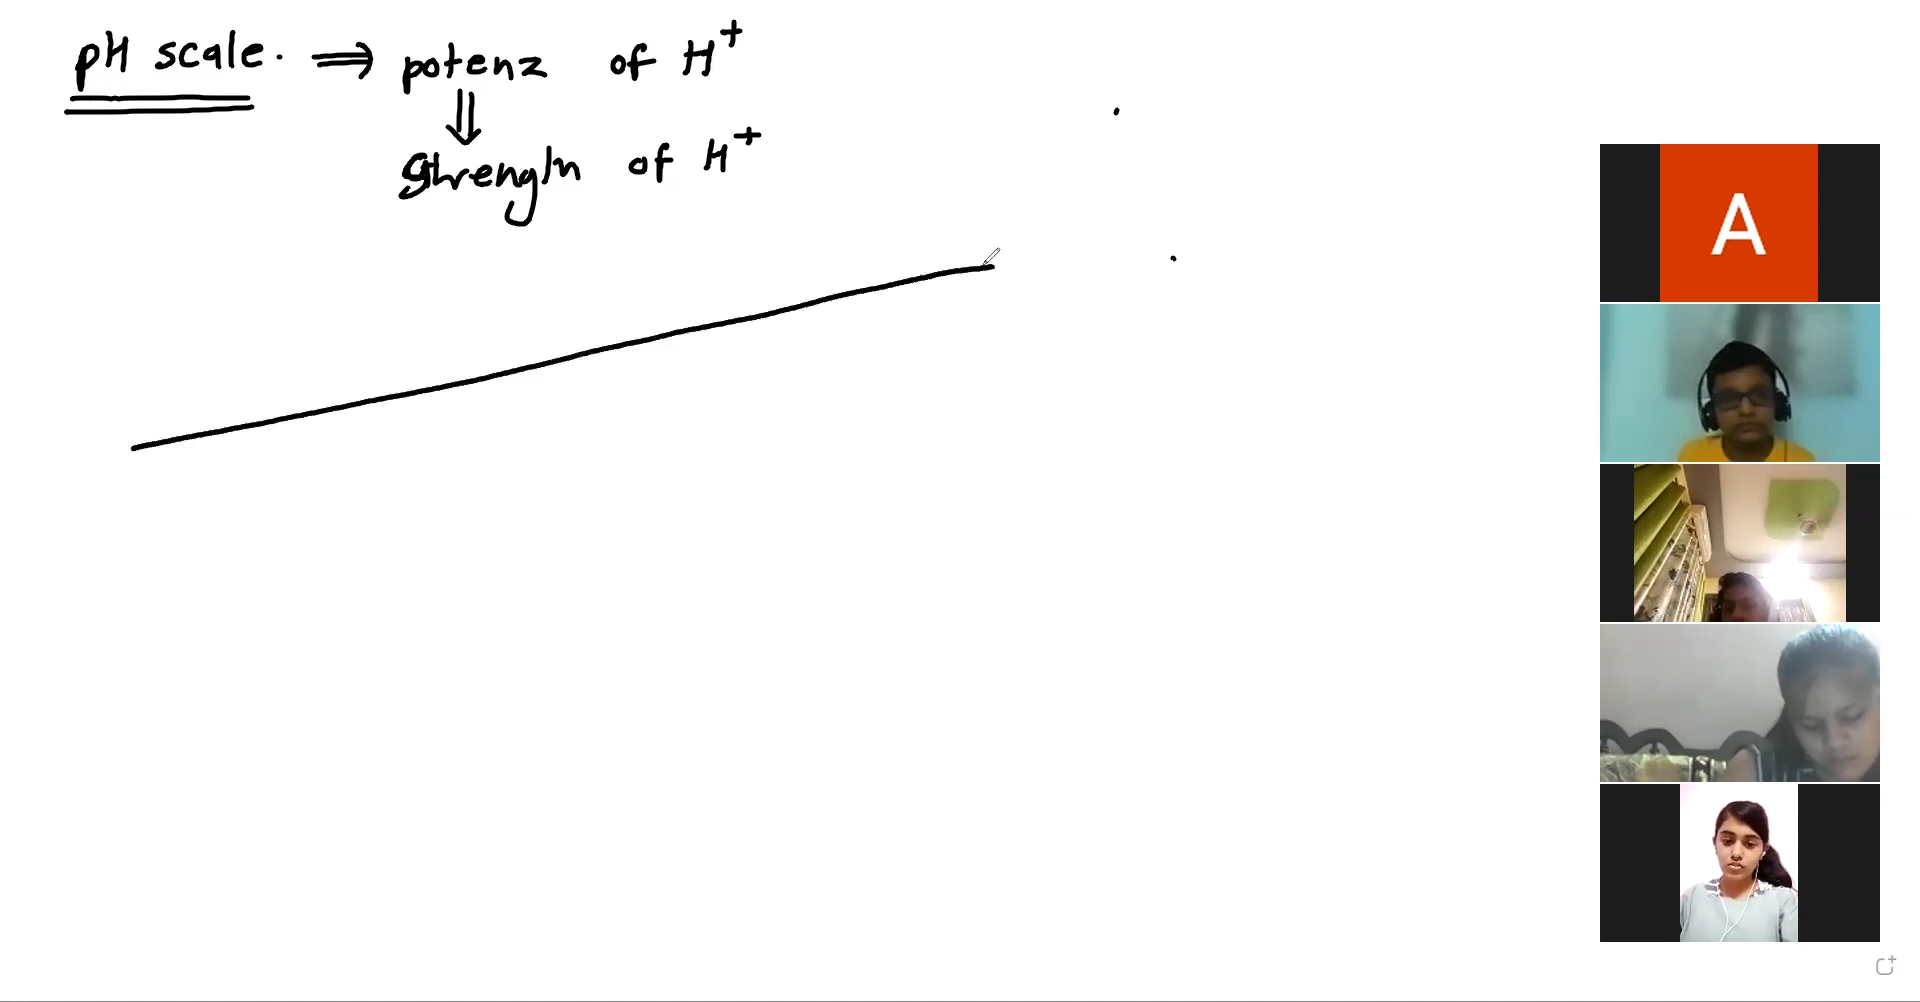 pH scale. ⇒ potenz of H⁺
⇓
Strength of H⁺
A